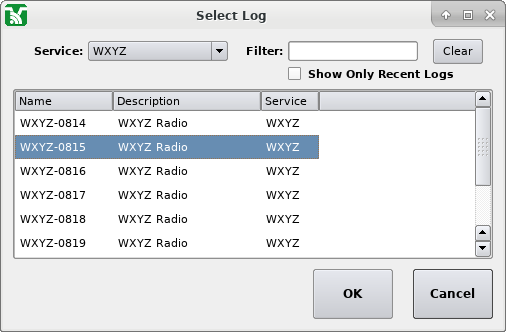 Select Log
Service: WXYZ Filter: Clear
Show Only Recent Logs
Name Description Service
WXYZ-0814 WXYZ Radio WXYZ
WXYZ-0815 WXYZ Radio WXYZ
WXYZ-0816 WXYZ Radio WXYZ
WXYZ-0817 WXYZ Radio WXYZ
WXYZ-0818 WXYZ Radio WXYZ
WXYZ-0819 WXYZ Radio WXYZ
OK Cancel